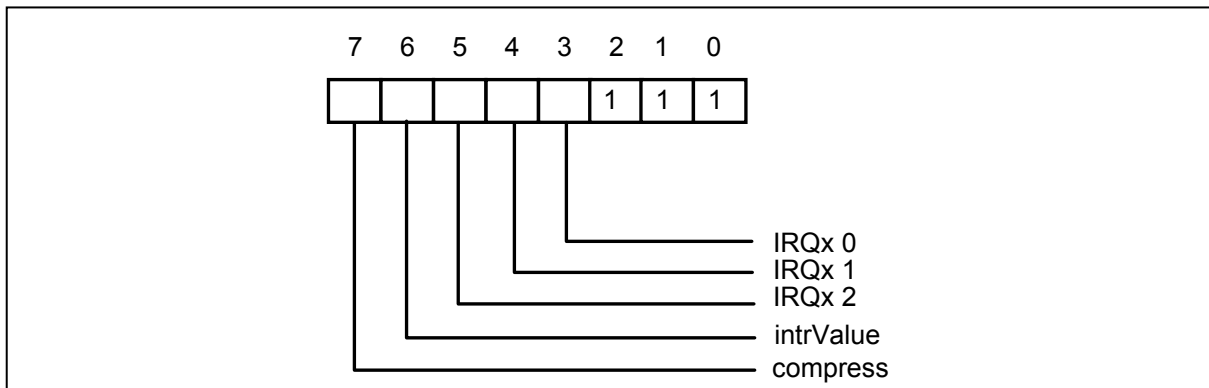 7 6 5 4 3 2 1 0
1 1 1
IRQx 0
IRQx 1
IRQx 2
intrValue
compress